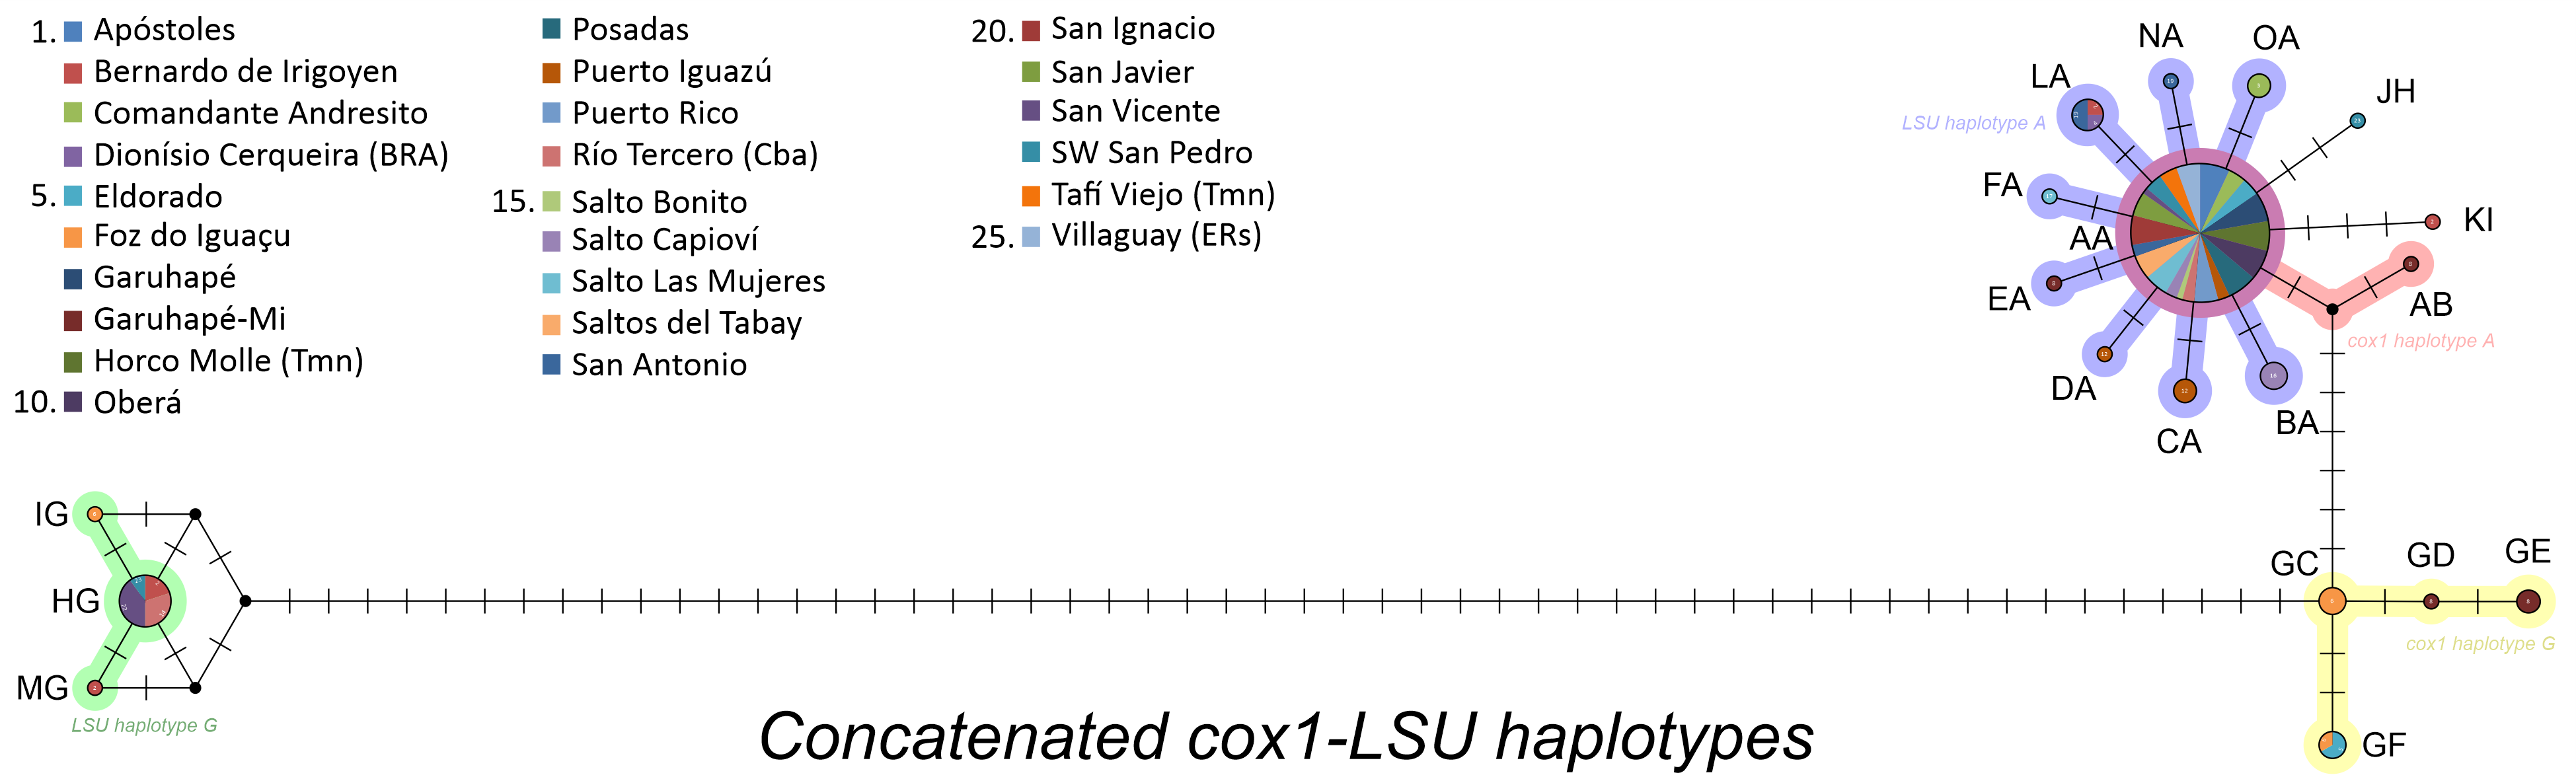 1. Apóstoles
Bernardo de Irigoyen
Comandante Andresito
Dionísio Cerqueira (BRA)
5. Eldorado
Foz do Iguaçu
Garuhapé
Garuhapé-Mi
Horco Molle (Tmn)
10. Oberá
Posadas
Puerto Iguazú
Puerto Rico
Río Tercero (Cba)
15. Salto Bonito
Salto Capioví
Salto Las Mujeres
Saltos del Tabay
San Antonio
20. San Ignacio
San Javier
San Vicente
SW San Pedro
Tafí Viejo (Tmn)
25. Villaguay (ERs)
NA
OA
LA
JH
LSU haplotype A
FA
KI
AA
EA
AB
cox1 haplotype A
DA
BA
CA
IG
HG
MG
LSU haplotype G
GC
GD
GE
cox1 haplotype G
GF
Concatenated cox1-LSU haplotypes